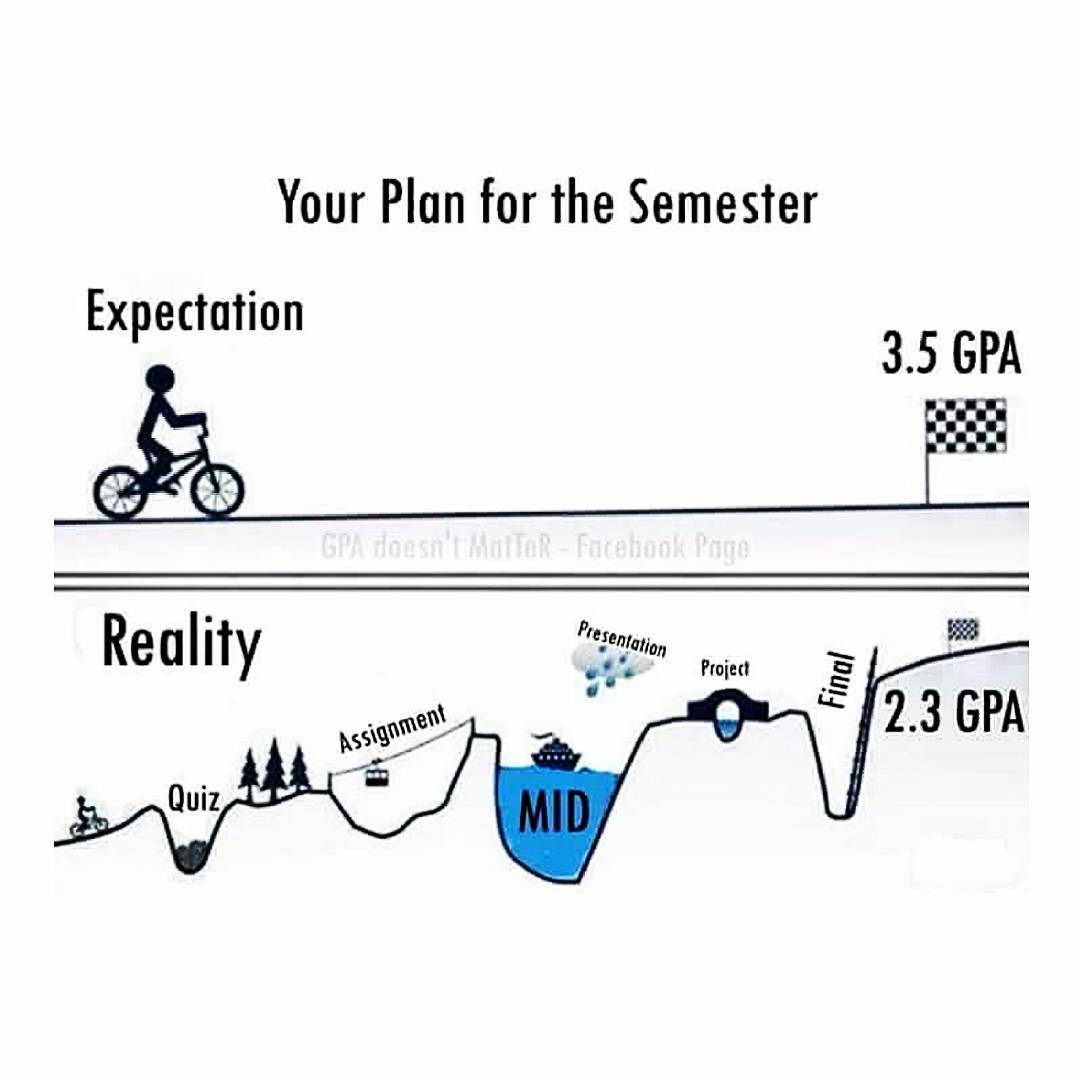 Your Plan for the Semester
Expectation
3.5 GPA
GPA doesn't MatTeR - Facebook Page
Reality
Presentation
Project
Final
Assignment
2.3 GPA
Quiz
MID